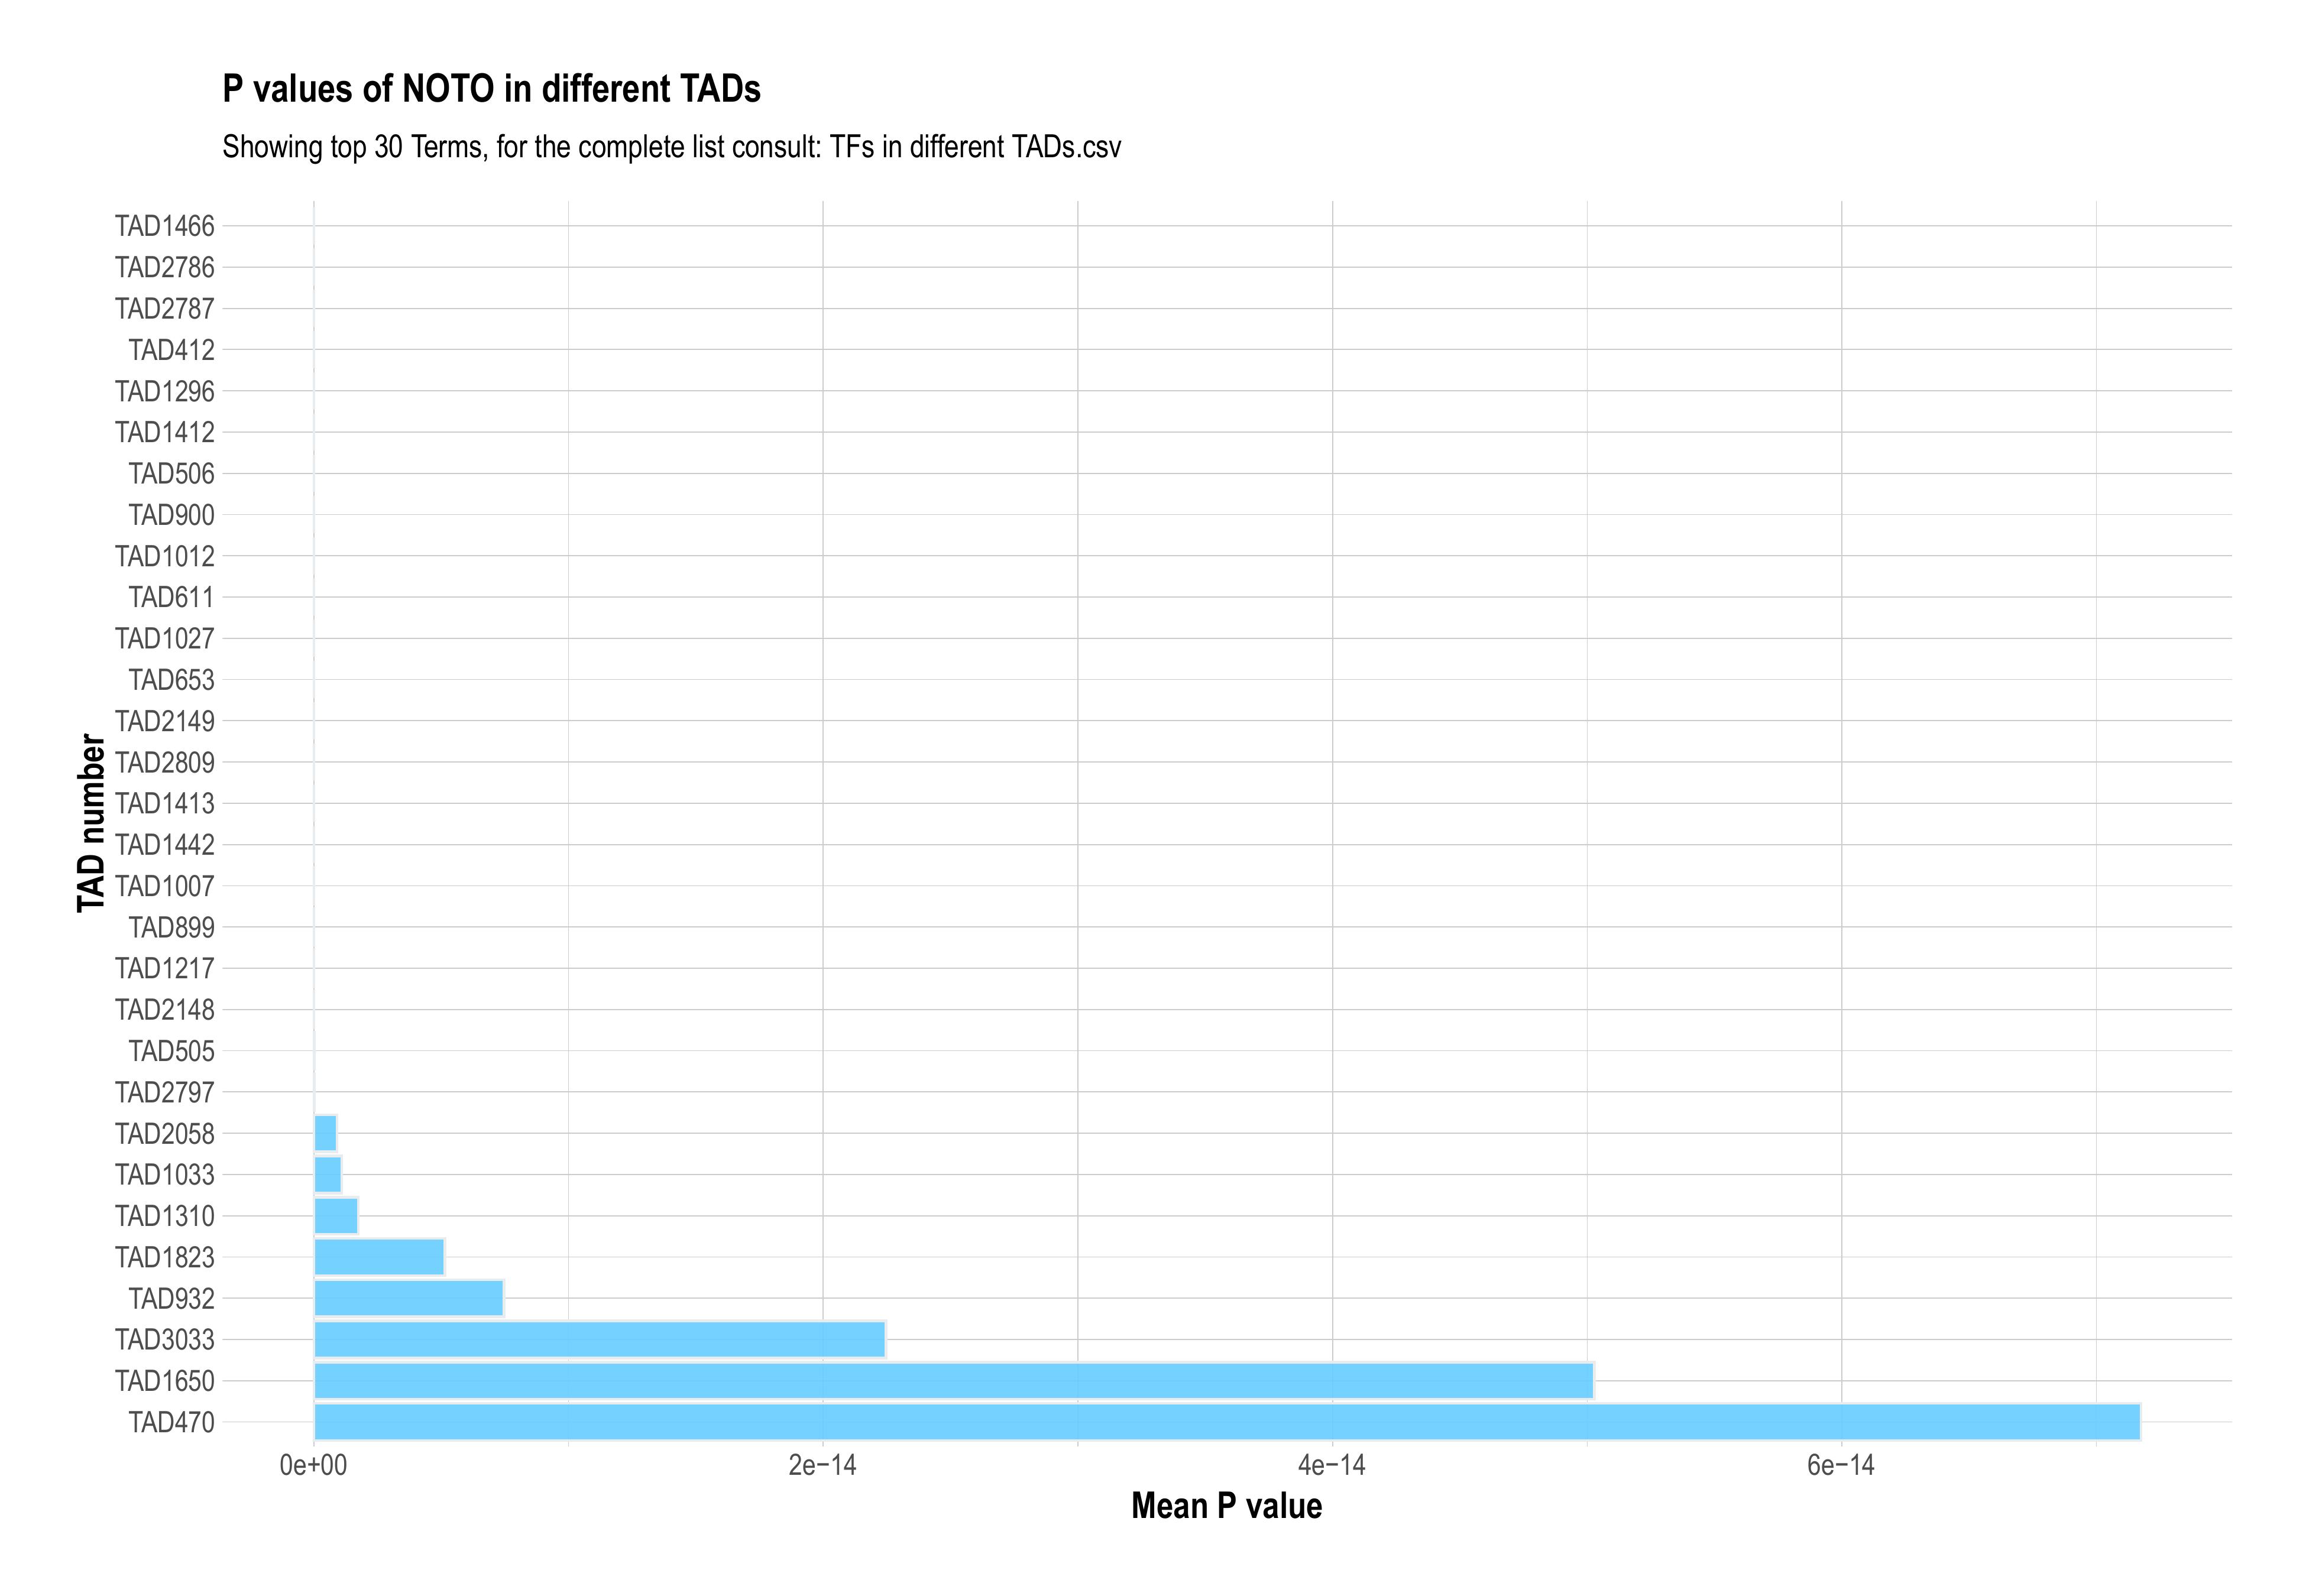 P values of NOTO in different TADs
Showing top 30 Terms, for the complete list consult: TFs in different TADs.csv
TAD number
TAD1466
TAD2786
TAD2787
TAD412
TAD1296
TAD1412
TAD506
TAD900
TAD1012
TAD611
TAD1027
TAD653
TAD2149
TAD2809
TAD1413
TAD1442
TAD1007
TAD899
TAD1217
TAD2148
TAD505
TAD2797
TAD2058
TAD1033
TAD1310
TAD1823
TAD932
TAD3033
TAD1650
TAD470
0e+00 2e−14 4e−14 6e−14
Mean P value